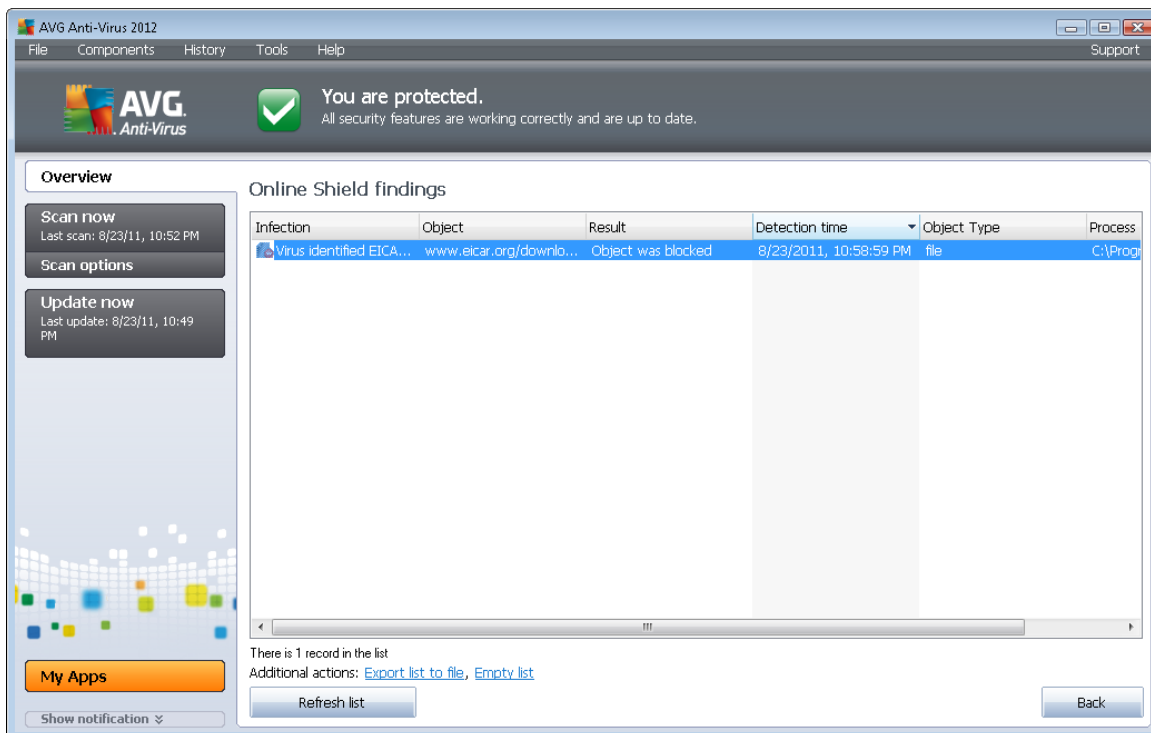 AVG Anti-Virus 2012
File Components History Tools Help Support
AVG.
Anti-Virus
You are protected.
All security features are working correctly and are up to date.
Overview
Scan now
Last scan: 8/23/11, 10:52 PM
Scan options
Update now
Last update: 8/23/11, 10:49
PM
My Apps
Show notification
Online Shield findings
Infection Object Result Detection time Object Type Process
Virus identified EICA... www.eicar.org/downlo... Object was blocked 8/23/2011, 10:58:59 PM file C:\Progr
There is 1 record in the list
Additional actions: Export list to file, Empty list
Refresh list Back